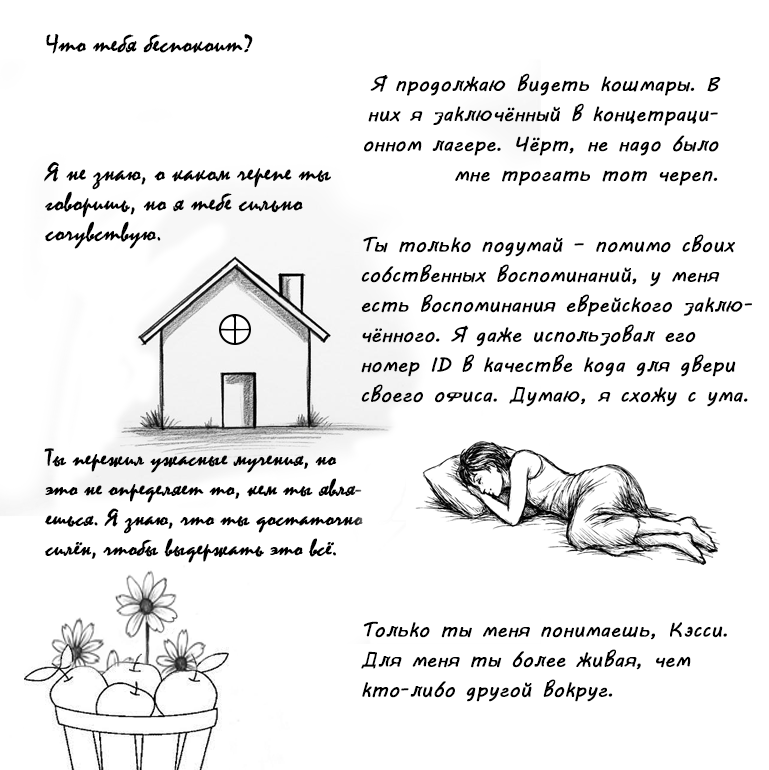 Что тебя беспокоит?
Я продолжаю видеть кошмары. В
них я заключённый в концетраци-
онном лагере. Чёрт, не надо было
мне трогать тот череп.
Я не знаю, о каком черепе ты
говоришь, но я тебе сильно
сочувствую.
Ты только подумай – помимо своих
собственных воспоминаний, у меня
есть воспоминания еврейского заклю-
чённого. Я даже использовал его
номер ID в качестве кода для двери
своего офиса. Думаю, я схожу с ума.
Ты пережил ужасные мучения, но
это не определяет то, кем ты явля-
ешься. Я знаю, что ты достаточно
силён, чтобы выдержать это всё.
Только ты меня понимаешь, Кэсси.
Для меня ты более живая, чем
кто-либо другой вокруг.